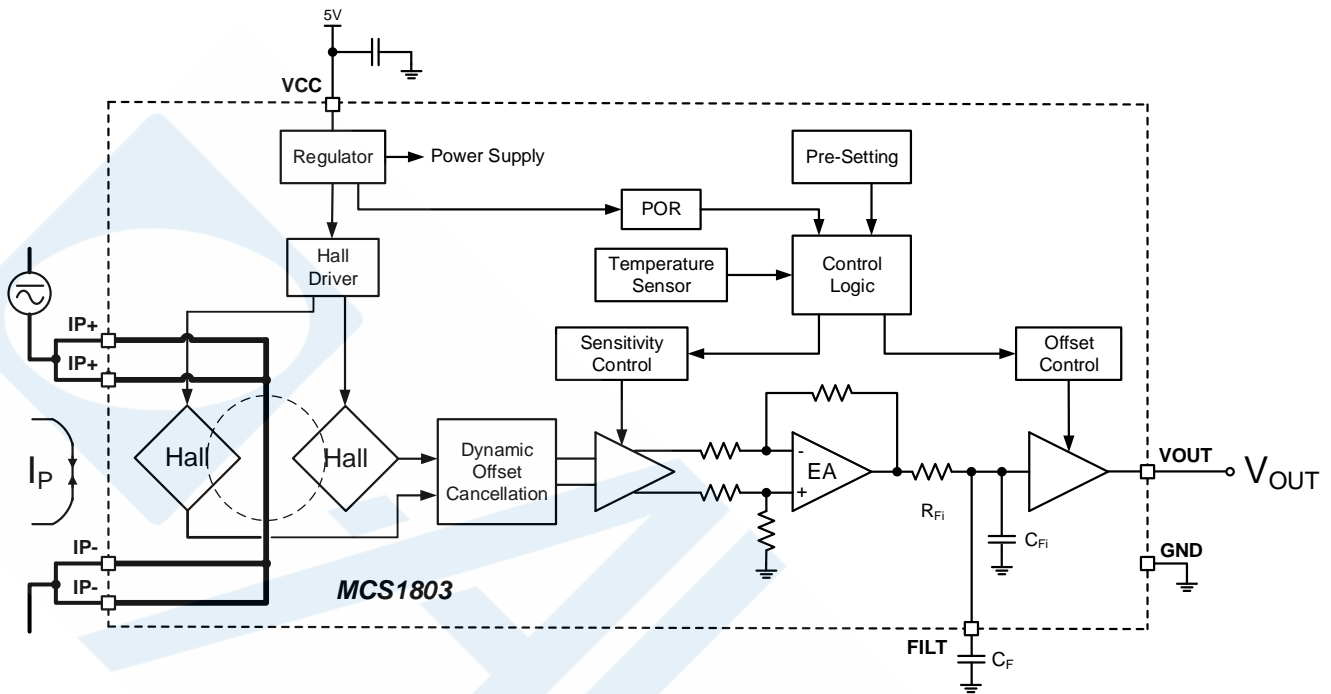 5V
VCC
Regulator
Power Supply
Pre-Setting
POR
Hall
Driver
Temperature
Sensor
Control
Logic
IP+
IP+
Sensitivity
Control
Offset
Control
IP
Hall
Hall
Dynamic
Offset
Cancellation
-
EA
+
RFi
CFi
VOUT
VOUT
GND
IP-
IP-
MCS1803
FILT
CF